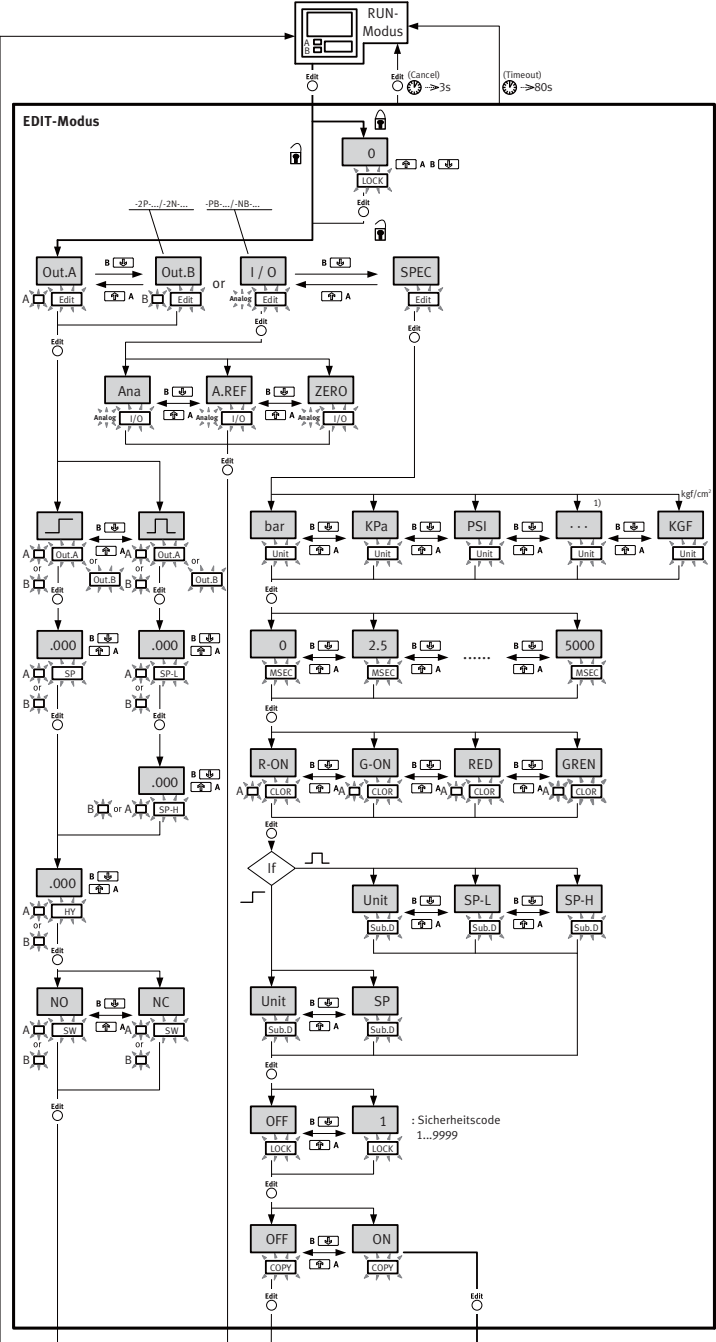 RUN-
Modus
A
B
Edit
Edit
(Cancel)
->3s
(Timeout)
->80s
EDIT-Modus
0
LOCK
A B
Edit
-2P-.../-2N-...
-PB-.../-NB-...
Out.A
B
A
Out.B
or
I / O
B
A
SPEC
A
Edit
B
Edit
Analog
Edit
Edit
Edit
Edit
Edit
Ana
B
A
A.REF
B
A
ZERO
Analog
I/O
Analog
I/O
Analog
I/O
Edit
1)
kgf/cm²
B
A
bar
B
A
KPa
B
A
PSI
B
A
...
B
A
KGF
A
Out.A
A
Out.A
Unit
Unit
Unit
Unit
Unit
or
or
or
or
B
Out.B
B
Out.B
Edit
Edit
Edit
.000
B
A
.000
B
A
0
B
A
2.5
B
A
......
B
A
5000
A
SP
A
SP-L
MSEC
MSEC
MSEC
or
or
B
B
Edit
Edit
Edit
.000
B
A
R-ON
B
A
G-ON
B
A
RED
B
A
GREN
B or A
SP-H
A
CLOR
A
CLOR
A
CLOR
A
CLOR
Edit
If
.000
B
A
Unit
B
A
SP-L
B
A
SP-H
A
HY
Sub.D
Sub.D
Sub.D
or
B
Edit
NO
B
A
NC
Unit
B
A
SP
A
SW
A
SW
Sub.D
Sub.D
or
or
B
B
Edit
Edit
OFF
B
A
1
: Sicherheitscode
1...9999
LOCK
LOCK
Edit
OFF
B
A
ON
COPY
COPY
Edit
Edit